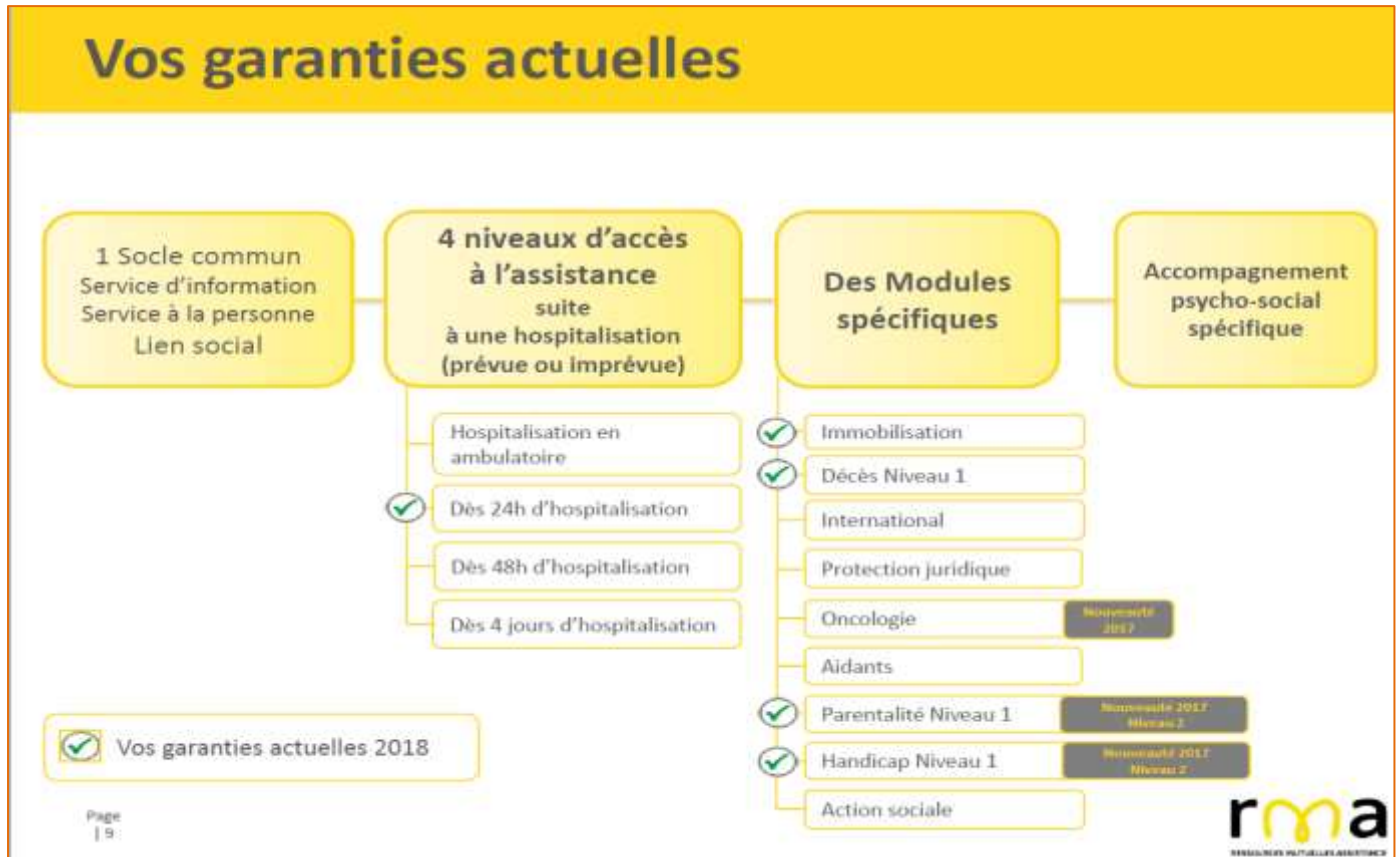 Vos garanties actuelles
1 Socle commun
Service d'information
Service à la personne
Lien social
4 niveaux d'accès
à l'assistance
suite
à une hospitalisation
(prévue ou imprévue)
Des Modules
spécifiques
Accompagnement
psycho-social
spécifique
Hospitalisation en
ambulatoire
Dès 24h d'hospitalisation
Dès 48h d'hospitalisation
Dès 4 jours d'hospitalisation
Immobilisation
Décès Niveau 1
International
Protection juridique
Oncologie
Nouveauté
2017
Aidants
Parentalité Niveau 1
Nouveauté 2017
Niveau 2
Handicap Niveau 1
Nouveauté 2017
Niveau 2
Action sociale
Vos garanties actuelles 2018
Page
| 9
rma
RESSOURCES MUTUELLES ASSISTANCE